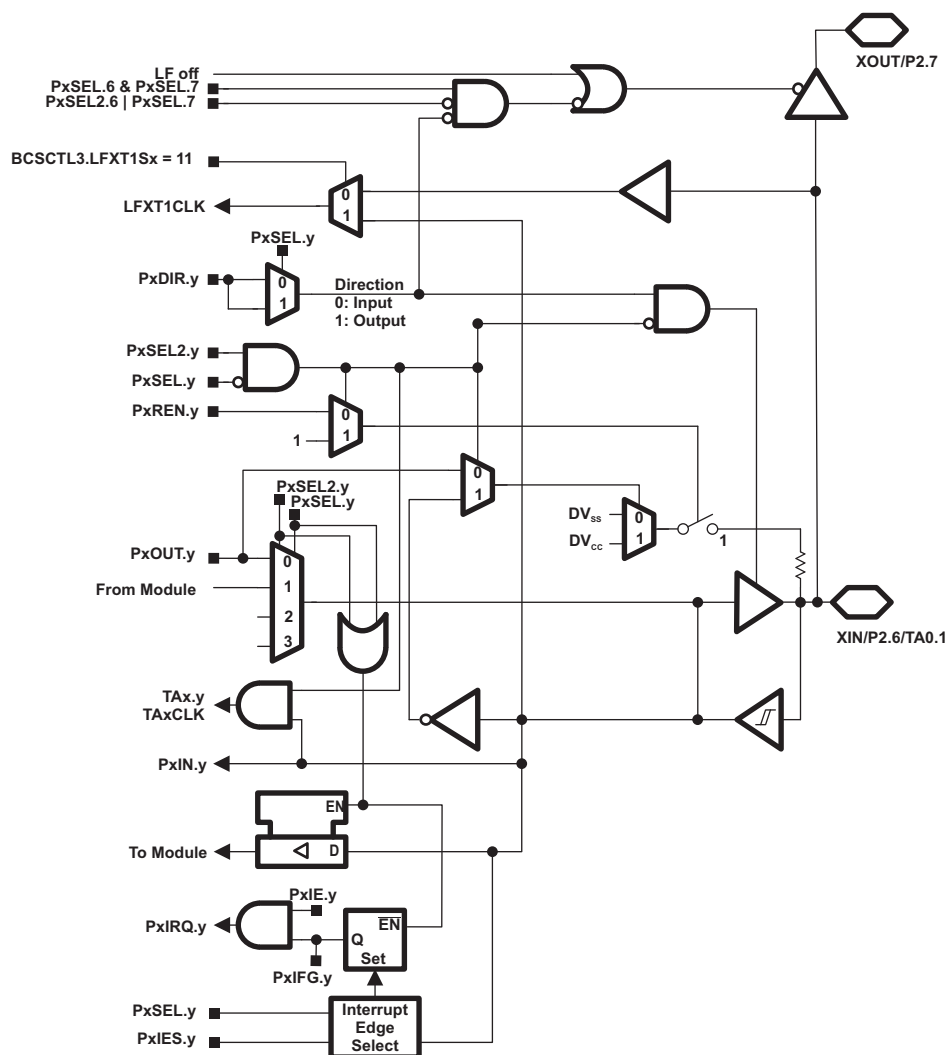 XOUT/P2.7
LF off
PxSEL.6 & PxSEL.7
PxSEL2.6 | PxSEL.7
BCSCTL3.LFXT1Sx = 11
0
LFXT1CLK
1
PxSEL.y
PxDIR.y
0
1
Direction
0: Input
1: Output
PxSEL2.y
PxSEL.y
PxREN.y
0
1
1
0
1
PxSEL2.y
PxSEL.y
DVSS
0
DVCC
1
1
PxOUT.y
0
From Module
1
2
3
XIN/P2.6/TA0.1
TAx.y
TAxCLK
PxIN.y
EN
To Module
D
PxIE.y
PxIRQ.y
EN
Q
Set
PxIFG.y
PxSEL.y
PxIES.y
Interrupt
Edge
Select